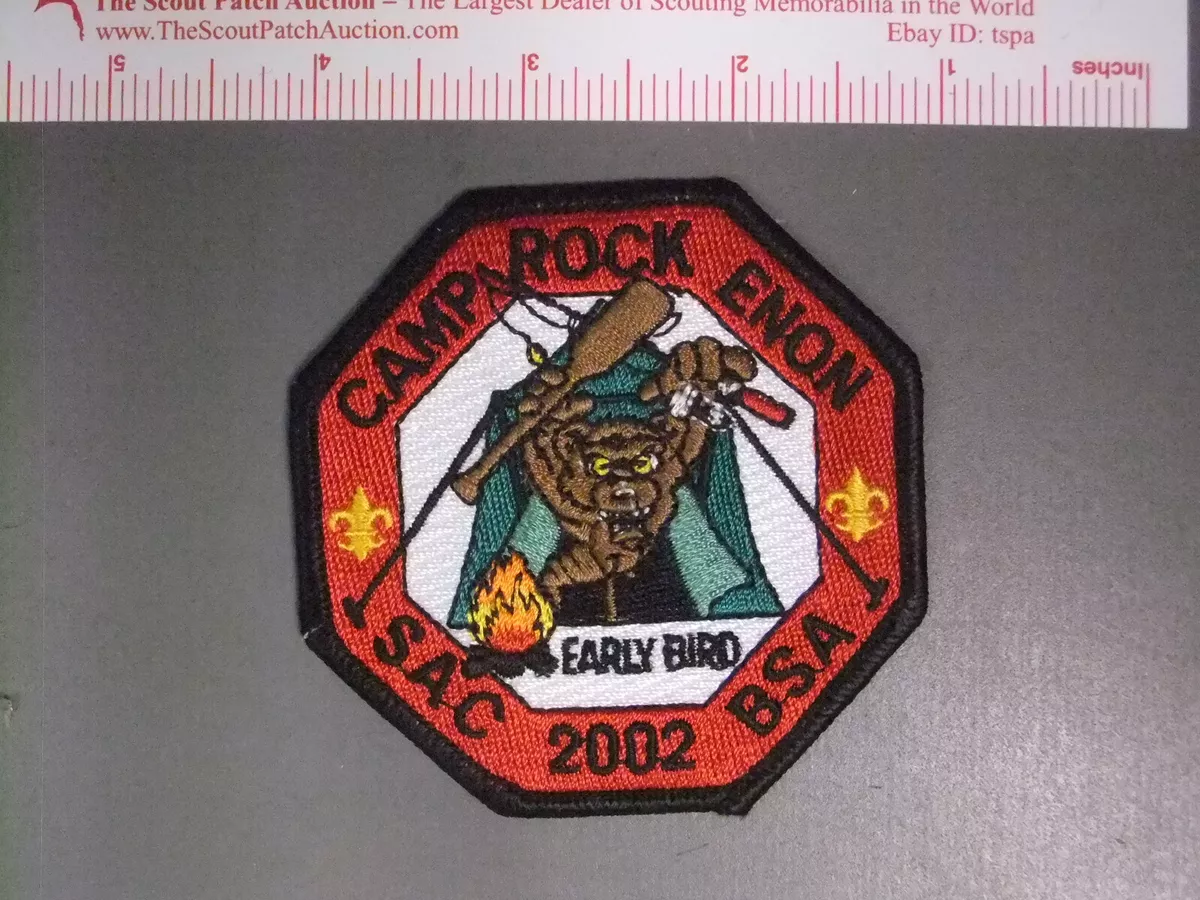 The Scout Patch Auction – The Largest Dealer of Scouting Memorabilia in the World
www.TheScoutPatchAuction.com
Ebay ID: tspa
5 4 3 2 1 Inches
CAMP ROCK ENON
EARLY BIRD
SAC 2002 BSA